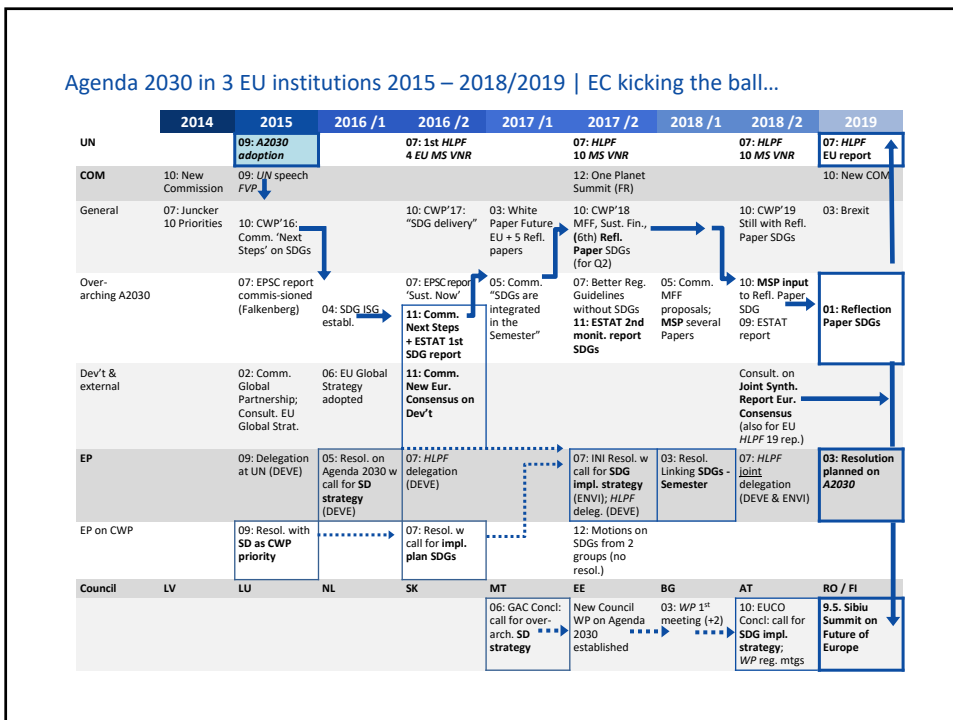 Agenda 2030 in 3 EU institutions 2015 – 2018/2019 | EC kicking the ball…
2014 2015 2016 /1 2016 /2 2017 /1 2017 /2 2018 /1 2018 /2 2019
UN
09: A2030
adoption
07: 1st HLPF
4 EU MS VNR
07: HLPF
10 MS VNR
07: HLPF
10 MS VNR
07: HLPF
EU report
COM
10: New
Commission
09: UN speech
FVP
12: One Planet
Summit (FR)
10: New COM
General
07: Juncker
10 Priorities
10: CWP’16:
Comm. ‘Next
Steps’ on SDGs
10: CWP’17:
“SDG delivery”
03: White
Paper Future
EU + 5 Refl.
papers
10: CWP’18
MFF, Sust. Fin.,
(6th) Refl.
Paper SDGs
(for Q2)
10: CWP’19
Still with Refl.
Paper SDGs
03: Brexit
Over-
arching A2030
07: EPSC report
commis-sioned
(Falkenberg)
04: SDG ISG
establ.
07: EPSC report
‘Sust. Now’
11: Comm.
Next Steps
+ ESTAT 1st
SDG report
05: Comm.
“SDGs are
integrated
in the
Semester”
07: Better Reg.
Guidelines
without SDGs
11: ESTAT 2nd
monit. report
SDGs
05: Comm.
MFF
proposals;
MSP several
Papers
10: MSP input
to Refl. Paper
SDG
09: ESTAT
report
01: Reflection
Paper SDGs
Dev’t &
external
02: Comm.
Global
Partnership;
Consult. EU
Global Strat.
06: EU Global
Strategy
adopted
11: Comm.
New Eur.
Consensus on
Dev’t
Consult. on
Joint Synth.
Report Eur.
Consensus
(also for EU
HLPF 19 rep.)
EP
09: Delegation
at UN (DEVE)
05: Resol. on
Agenda 2030 w
call for SD
strategy
(DEVE)
07: HLPF
delegation
(DEVE)
07: INI Resol. w
call for SDG
impl. strategy
(ENVI); HLPF
deleg. (DEVE)
03: Resol.
Linking SDGs -
Semester
07: HLPF
joint
delegation
(DEVE & ENVI)
03: Resolution
planned on
A2030
EP on CWP
09: Resol. with
SD as CWP
priority
07: Resol. w
call for impl.
plan SDGs
12: Motions on
SDGs from 2
groups (no
resol.)
Council LV LU NL SK MT EE BG AT RO / FI
06: GAC Concl:
call for over-
arch. SD
strategy
New Council
WP on Agenda
2030
established
03: WP 1st
meeting (+2)
10: EUCO
Concl: call for
SDG impl.
strategy;
WP reg. mtgs
9.5. Sibiu
Summit on
Future of
Europe